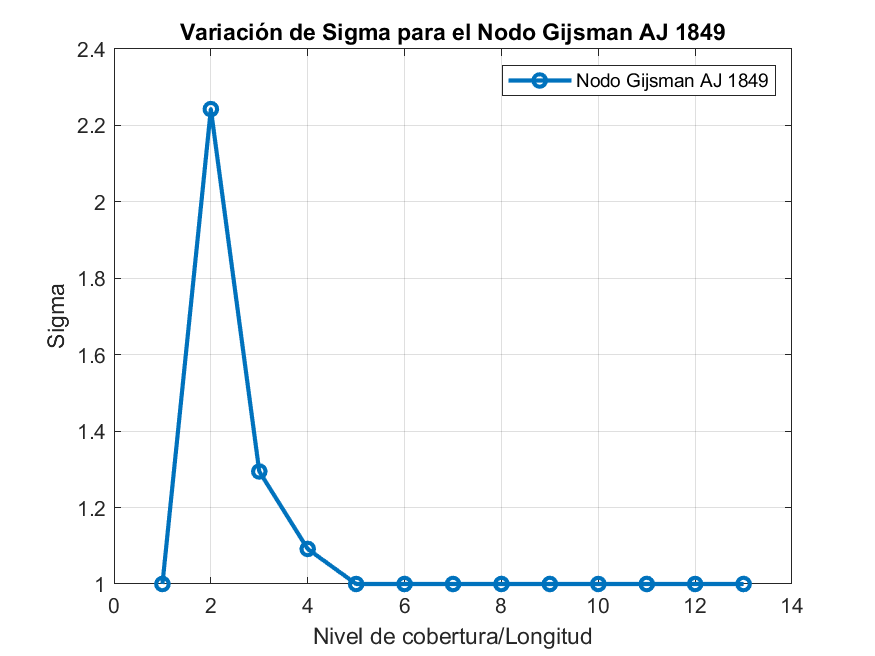 Variación de Sigma para el Nodo Gijsman AJ 1849
Nodo Gijsman AJ 1849
2.4
2.2
2
1.8
1.6
1.4
1.2
1
Sigma
0 2 4 6 8 10 12 14
Nivel de cobertura/Longitud